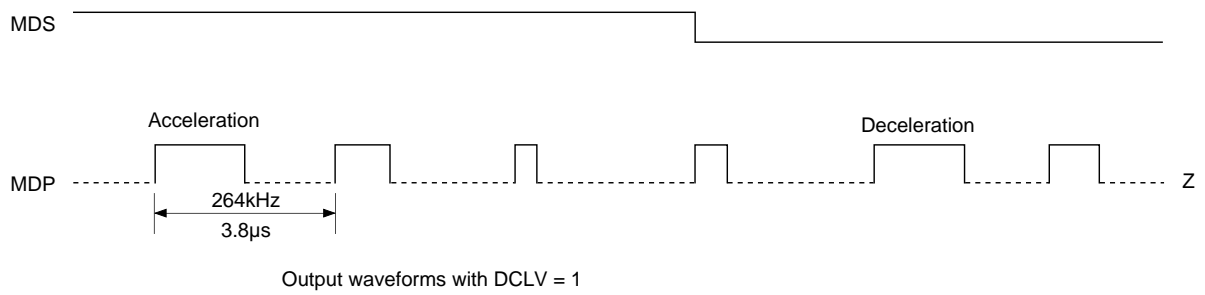 MDS
Acceleration
Deceleration
MDP
Z
264kHz
3.8µs
Output waveforms with DCLV = 1